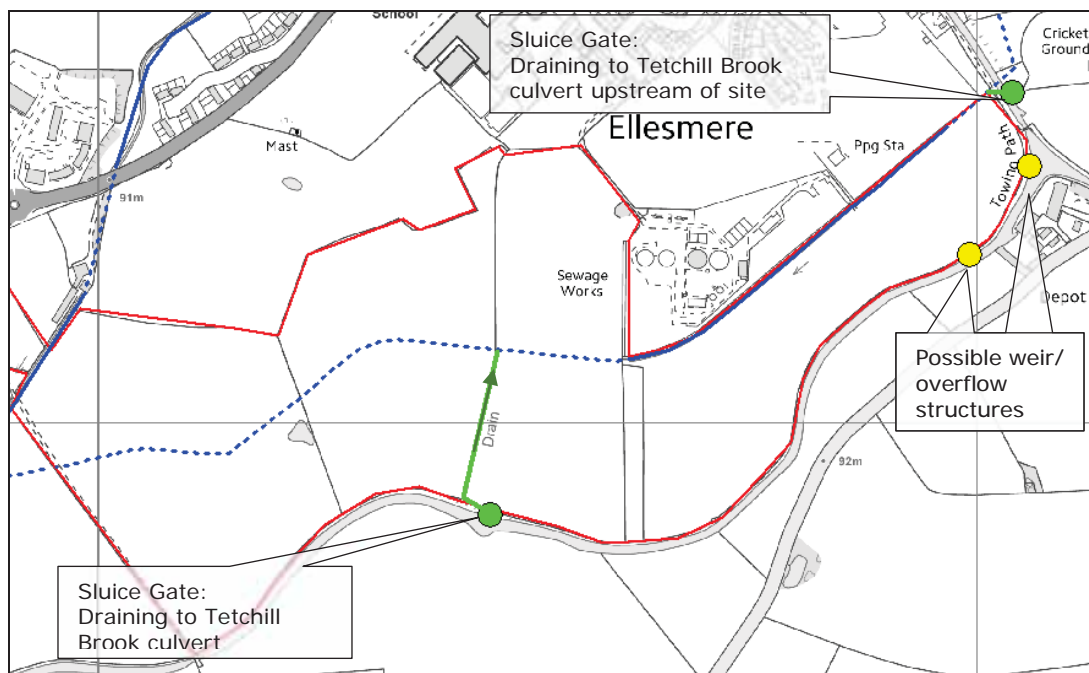 School
Sluice Gate:
Draining to Tetchill Brook
culvert upstream of site
Cricket
Ground
Ellesmere
Mast
Ppg Sta
Towing Path
91m
Sewage
Works
Depot
Possible weir/
overflow
structures
Drain
92m
Sluice Gate:
Draining to Tetchill
Brook culvert